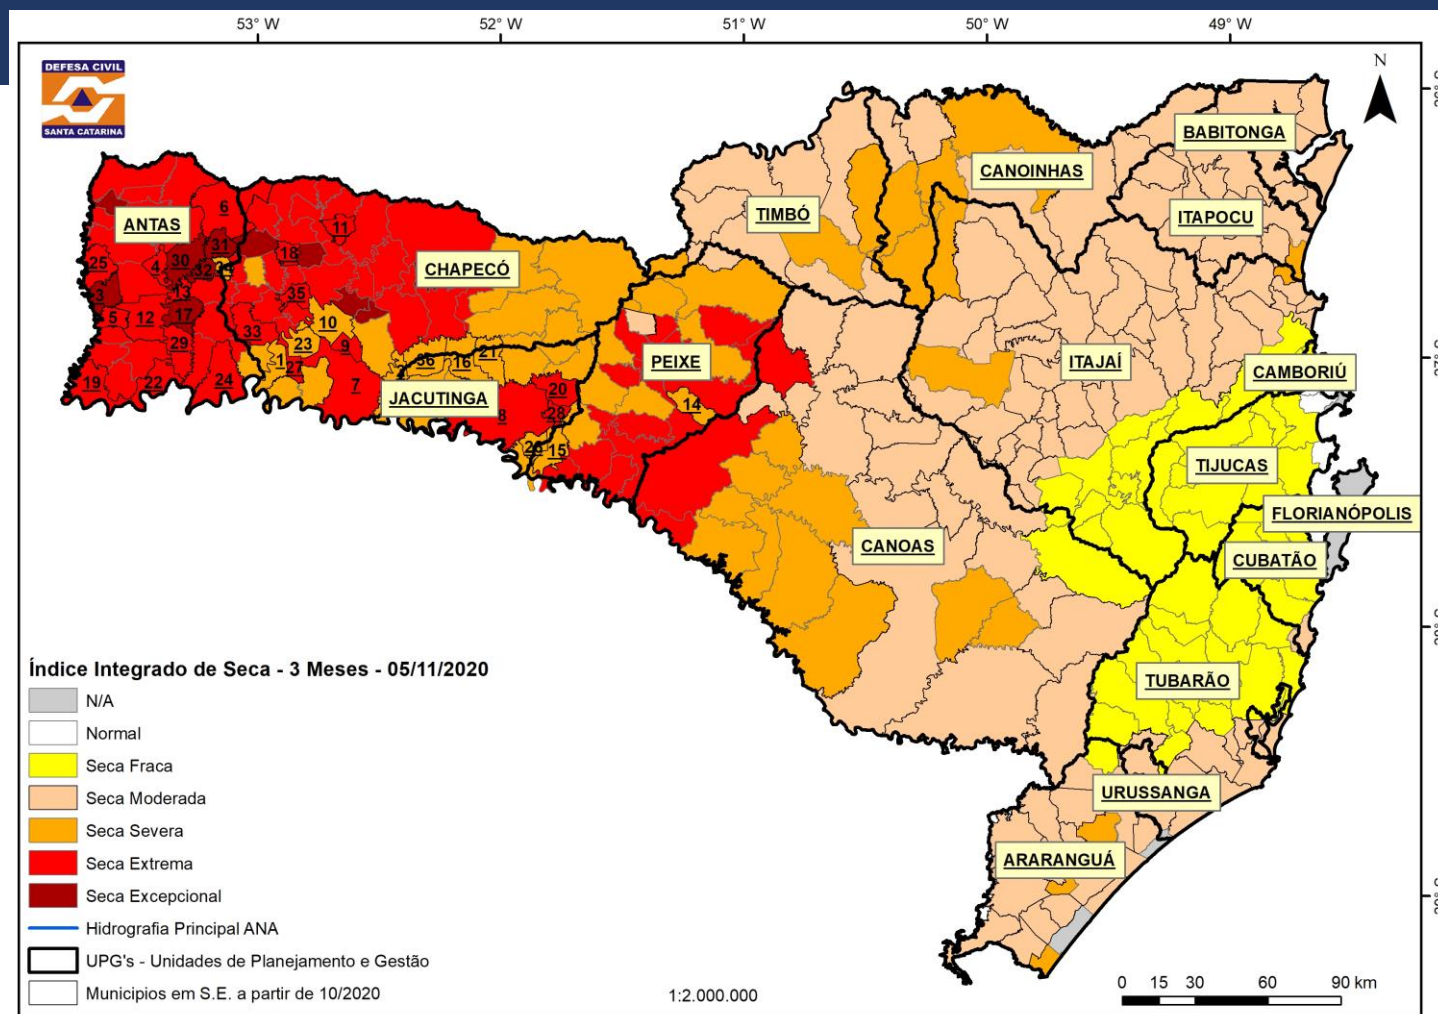 53° W
52° W
51° W
50° W
49° W
DEFESA CIVIL
SANTA CATARINA
N
BABITONGA
CANOINHAS
ITAPOCU
TIMBÓ
ANTAS
CHAPECÓ
6
11
31
30
18
25
4
32
3
13
35
5
12
17
10
33
29
23
9
1
27
36
16
21
2
19
22
24
7
JACUTINGA
20
8
28
26
15
PEIXE
14
ITAJAÍ
CAMBORIÚ
TIJUCAS
FLORIANÓPOLIS
CANOAS
CUBATÃO
TUBARÃO
URUSSANGA
ARARANGUÁ
Índice Integrado de Seca - 3 Meses - 05/11/2020
N/A
Normal
Seca Fraca
Seca Moderada
Seca Severa
Seca Extrema
Seca Excepcional
Hidrografia Principal ANA
UPG's - Unidades de Planejamento e Gestão
Municipios em S.E. a partir de 10/2020
1:2.000.000
0 15 30 60 90 km